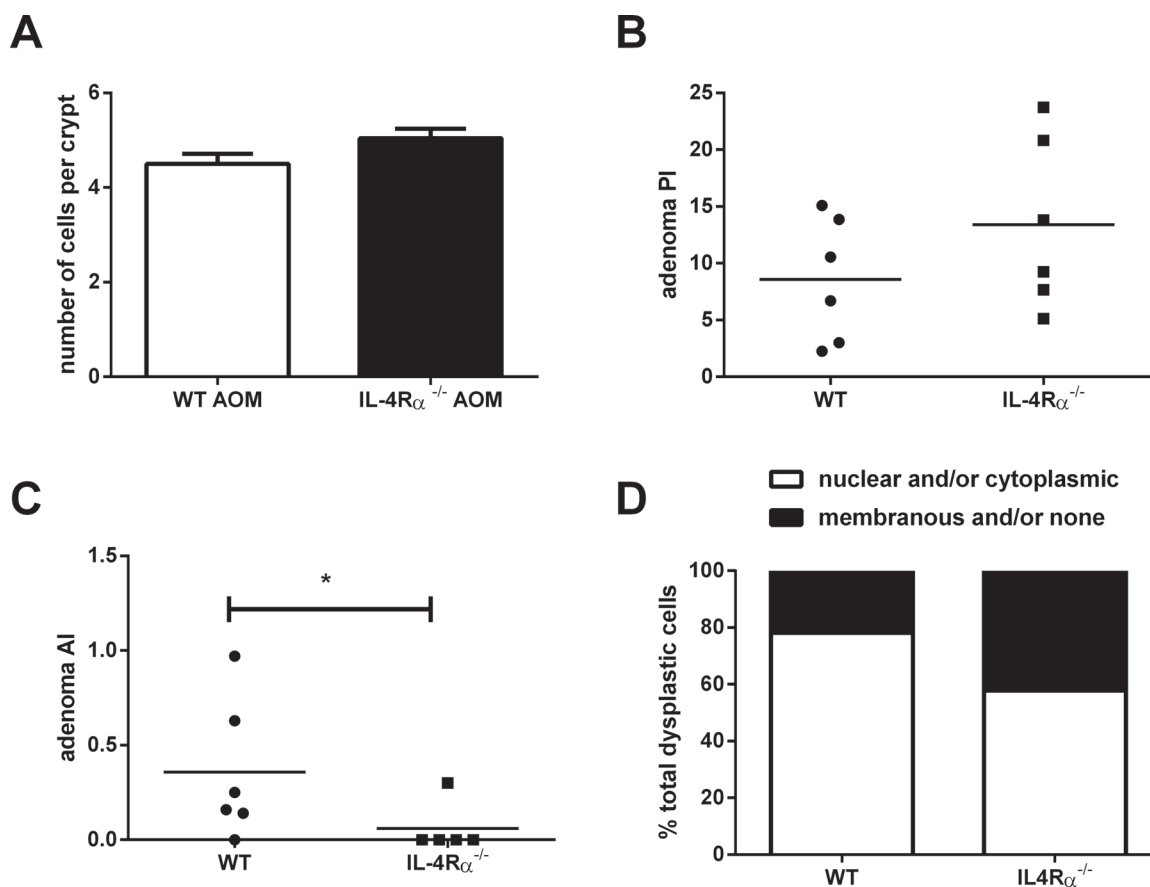 A
number of cells per crypt
6
4
2
0
WT AOM
IL-4Rα -/- AOM
B
adenoma PI
25
20
15
10
5
0
WT
IL-4Rα -/-
C
adenoma AI
1.5
1.0
0.5
0.0
*
WT
IL-4Rα -/-
D
nuclear and/or cytoplasmic
membranous and/or none
% total dysplastic cells
100
80
60
40
20
0
WT
IL4Rα -/-